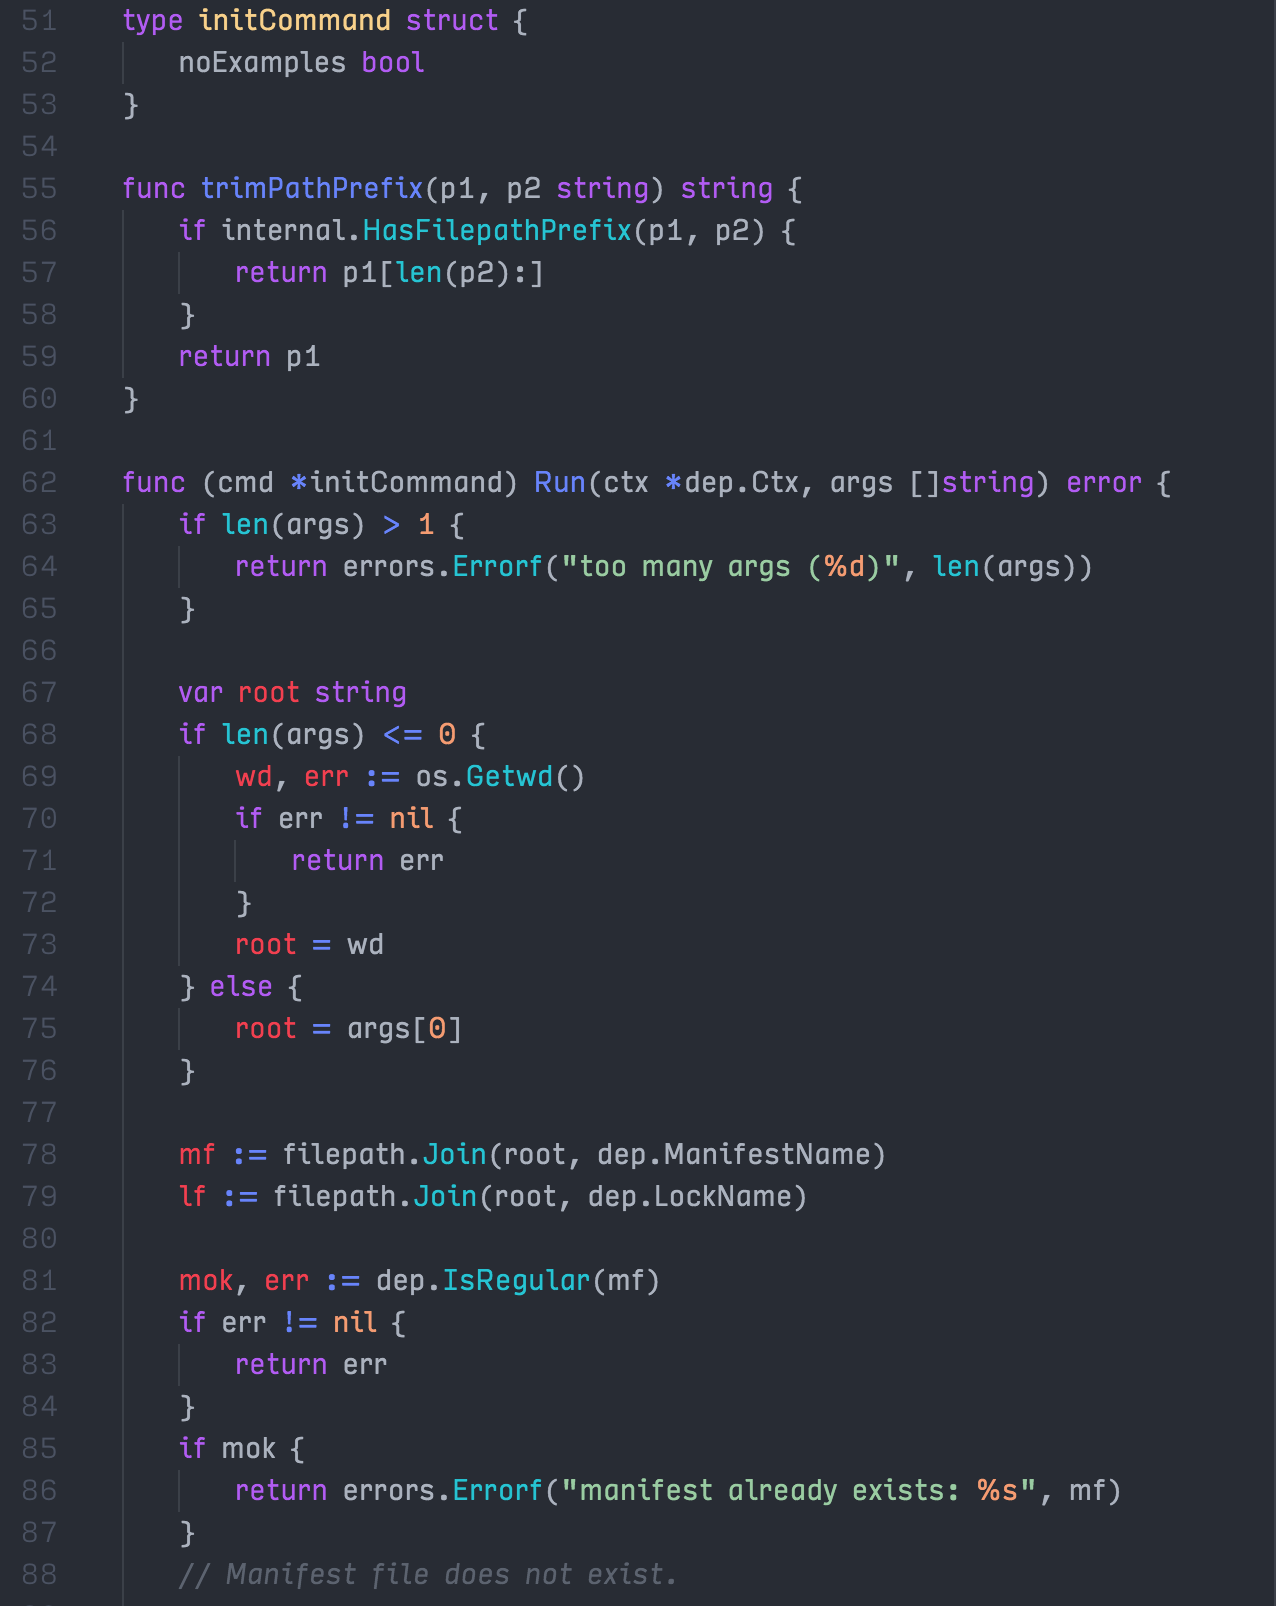 51 type initCommand struct {
52     noExamples bool
53 }
54
55 func trimPathPrefix(p1, p2 string) string {
56     if internal.HasFilepathPrefix(p1, p2) {
57         return p1[len(p2):]
58     }
59     return p1
60 }
61
62 func (cmd *initCommand) Run(ctx *dep.Ctx, args []string) error {
63     if len(args) > 1 {
64         return errors.Errorf("too many args (%d)", len(args))
65     }
66
67     var root string
68     if len(args) <= 0 {
69         wd, err := os.Getwd()
70         if err != nil {
71             return err
72         }
73         root = wd
74     } else {
75         root = args[0]
76     }
77
78     mf := filepath.Join(root, dep.ManifestName)
79     lf := filepath.Join(root, dep.LockName)
80
81     mok, err := dep.IsRegular(mf)
82     if err != nil {
83         return err
84     }
85     if mok {
86         return errors.Errorf("manifest already exists: %s", mf)
87     }
88     // Manifest file does not exist.